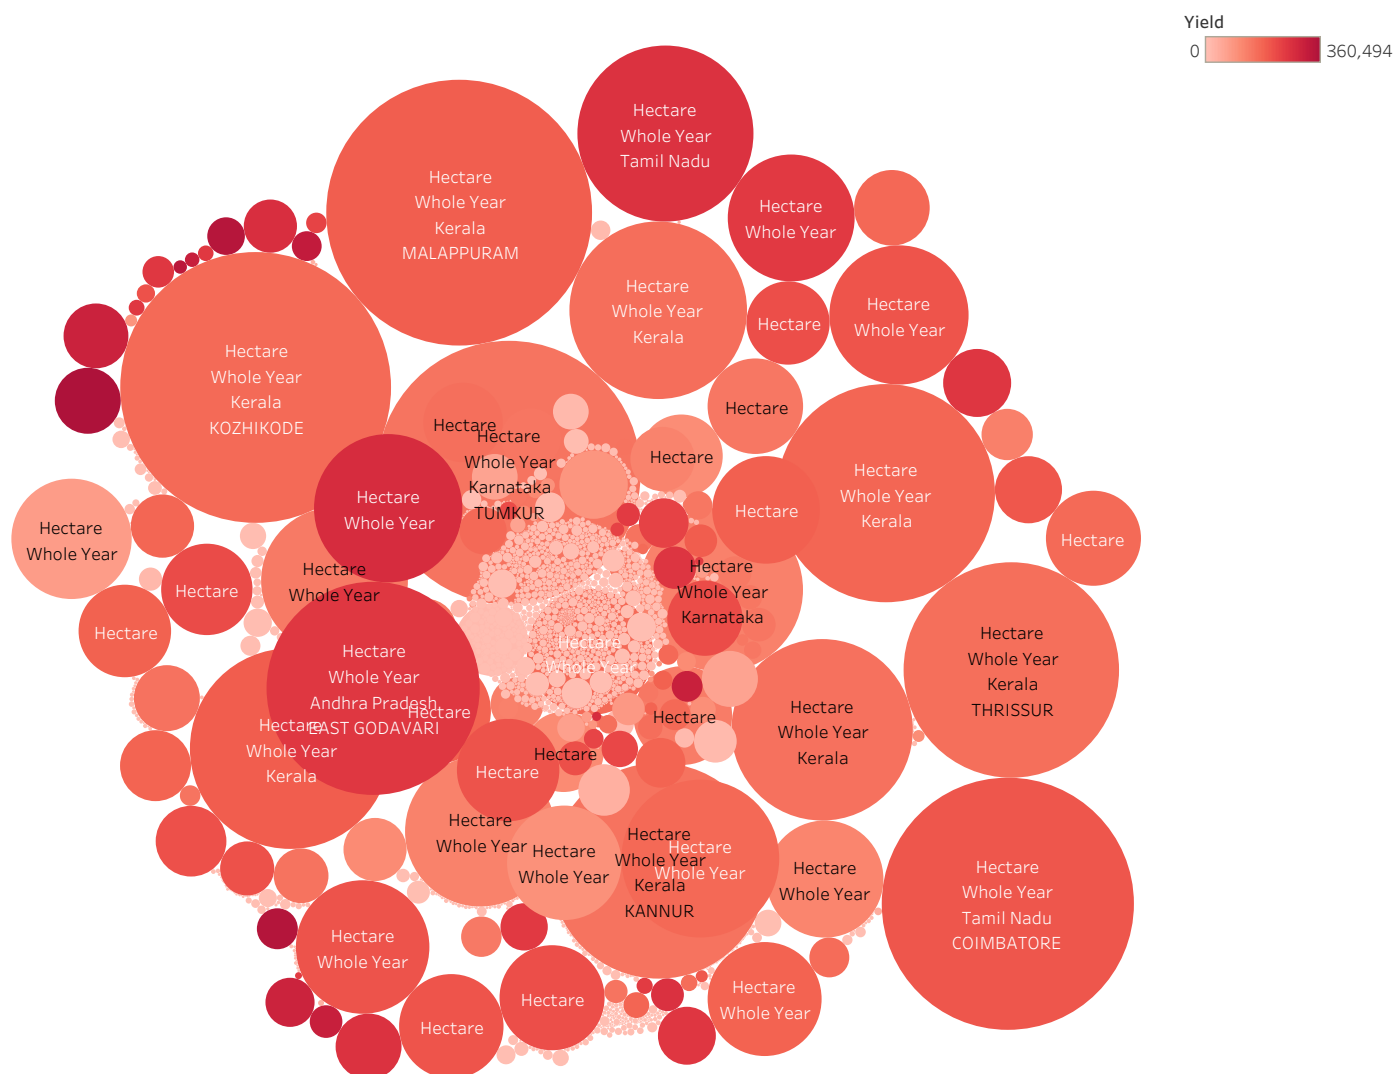 Yield
0
360,494
Hectare
Whole Year
Tamil Nadu
Hectare
Whole Year
Kerala
MALAPPURAM
Hectare
Whole Year
Hectare
Whole Year
Kerala
Hectare
Hectare
Whole Year
Hectare
Whole Year
Kerala
KOZHIKODE
Hectare
Hectare
Hectare
Whole Year
Karnataka
TUMKUR
Hectare
Hectare
Whole Year
Kerala
Hectare
Whole Year
Hectare
Hectare
Whole Year
Hectare
Hectare
Whole Year
Hectare
Whole Year
Karnataka
Hectare
Hectare
Hectare
Whole Year
Hectare
Whole Year
Kerala
THRISSUR
Hectare
Whole Year
Andhra Pradesh
EAST GODAVARI
Hectare
Hectare
Whole Year
Kerala
Hectare
Hectare
Whole Year
Kerala
Hectare
Hectare
Hectare
Whole Year
Hectare
Whole Year
Hectare
Whole Year
Kerala
KANNUR
Hectare
Whole Year
Hectare
Whole Year
Hectare
Whole Year
Tamil Nadu
COIMBATORE
Hectare
Whole Year
Hectare
Hectare
Hectare
Whole Year